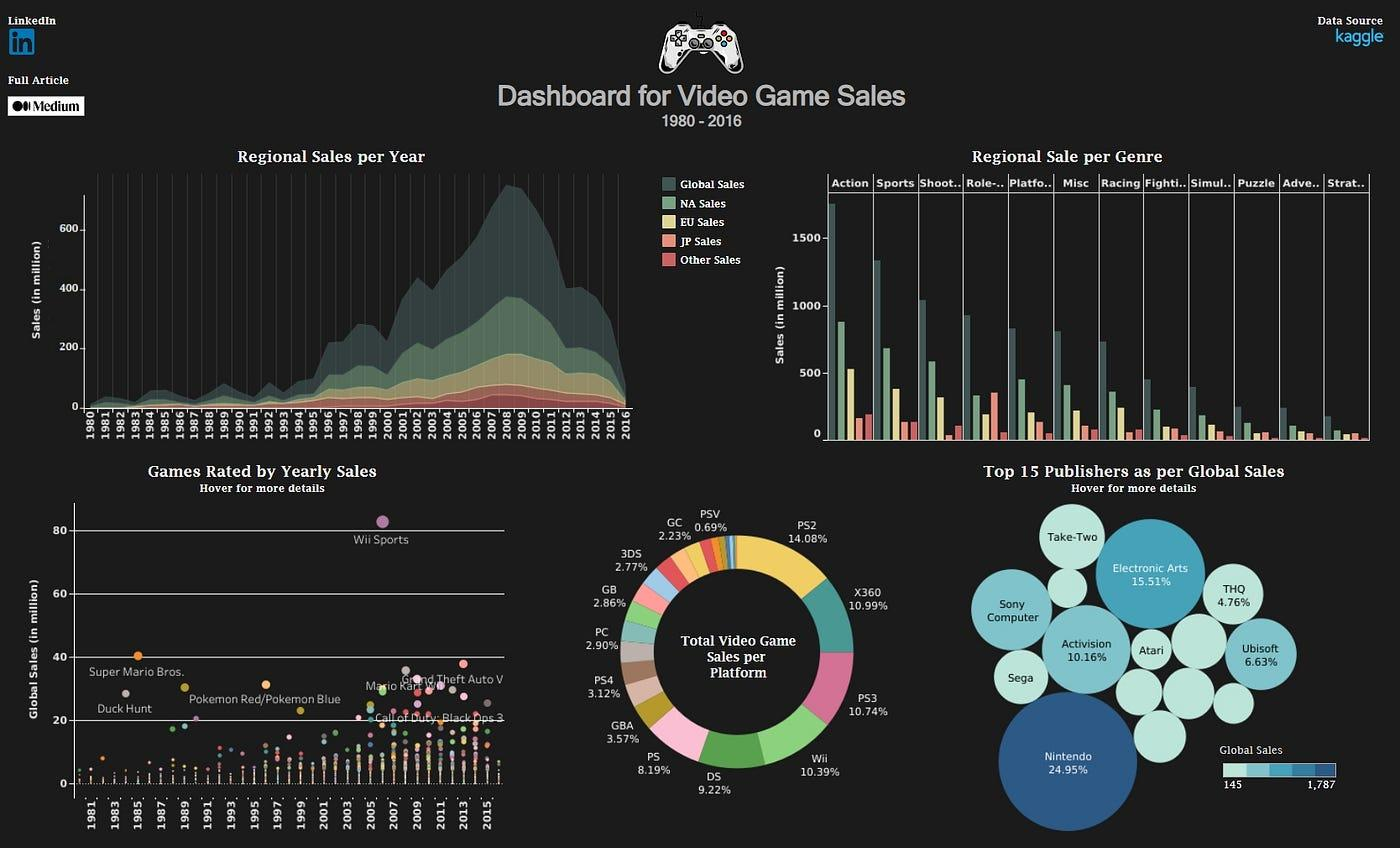 LinkedIn
in
Full Article
Medium
Data Source
kaggle
Dashboard for Video Game Sales
1980 - 2016
Regional Sales per Year
Sales (in million)
600
400
200
0
1980 1981 1982 1983 1984 1985 1986 1987 1988 1989 1990 1991 1992 1993 1994 1995 1996 1997 1998 1999 2000 2001 2002 2003 2004 2005 2006 2007 2008 2009 2010 2011 2012 2013 2014 2015 2016
Global Sales
NA Sales
EU Sales
JP Sales
Other Sales
Regional Sale per Genre
Action Sports Shoot.. Role-.. Platfo.. Misc Racing Fighti.. Simul.. Puzzle Adve.. Strat..
Sales (in million)
1500
1000
500
0
Games Rated by Yearly Sales
Hover for more details
Global Sales (in million)
80
60
40
20
0
Wii Sports
Super Mario Bros.
Duck Hunt
Pokemon Red/Pokemon Blue
Mario Kart Wii
Grand Theft Auto V
Call of Duty: Black Ops 3
1981 1983 1985 1987 1989 1991 1993 1995 1997 1999 2001 2003 2005 2007 2009 2011 2013 2015
Total Video Game
Sales per
Platform
PS2
14.08%
X360
10.99%
PS3
10.74%
Wii
10.39%
DS
9.22%
PS
8.19%
GBA
3.57%
PS4
3.12%
PC
2.90%
GB
2.86%
3DS
2.77%
GC
2.23%
PSV
0.69%
Top 15 Publishers as per Global Sales
Hover for more details
Take-Two
Electronic Arts
15.51%
THQ
4.76%
Sony
Computer
Activision
10.16%
Atari
Ubisoft
6.63%
Sega
Nintendo
24.95%
Global Sales
145 1,787